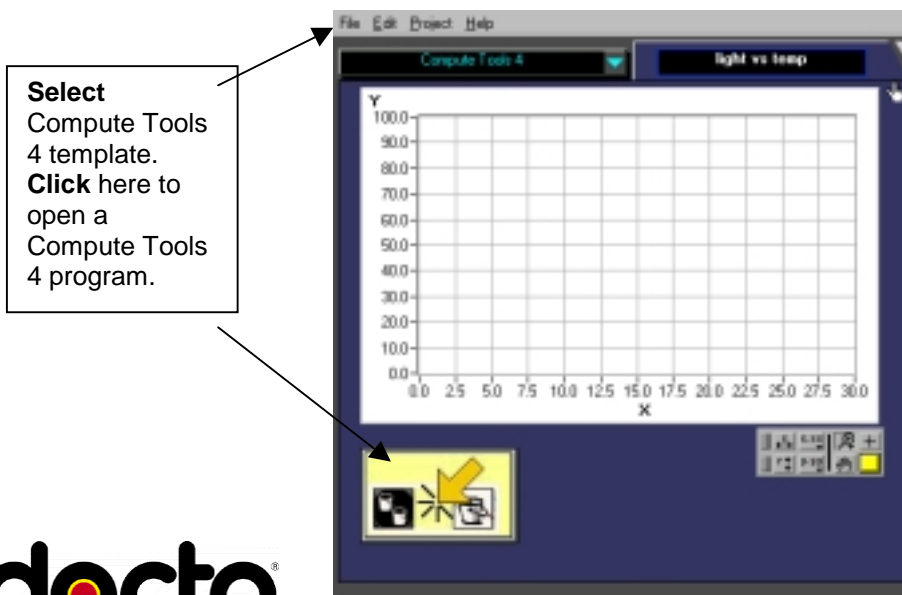 File Edit Project Help
Compute Tools 4
light vs temp
Select
Compute Tools
4 template.
Click here to
open a
Compute Tools
4 program.
Y
100.0
90.0
80.0
70.0
60.0
50.0
40.0
30.0
20.0
10.0
0.0
0.0 2.5 5.0 7.5 10.0 12.5 15.0 17.5 20.0 22.5 25.0 27.5 30.0
X
®